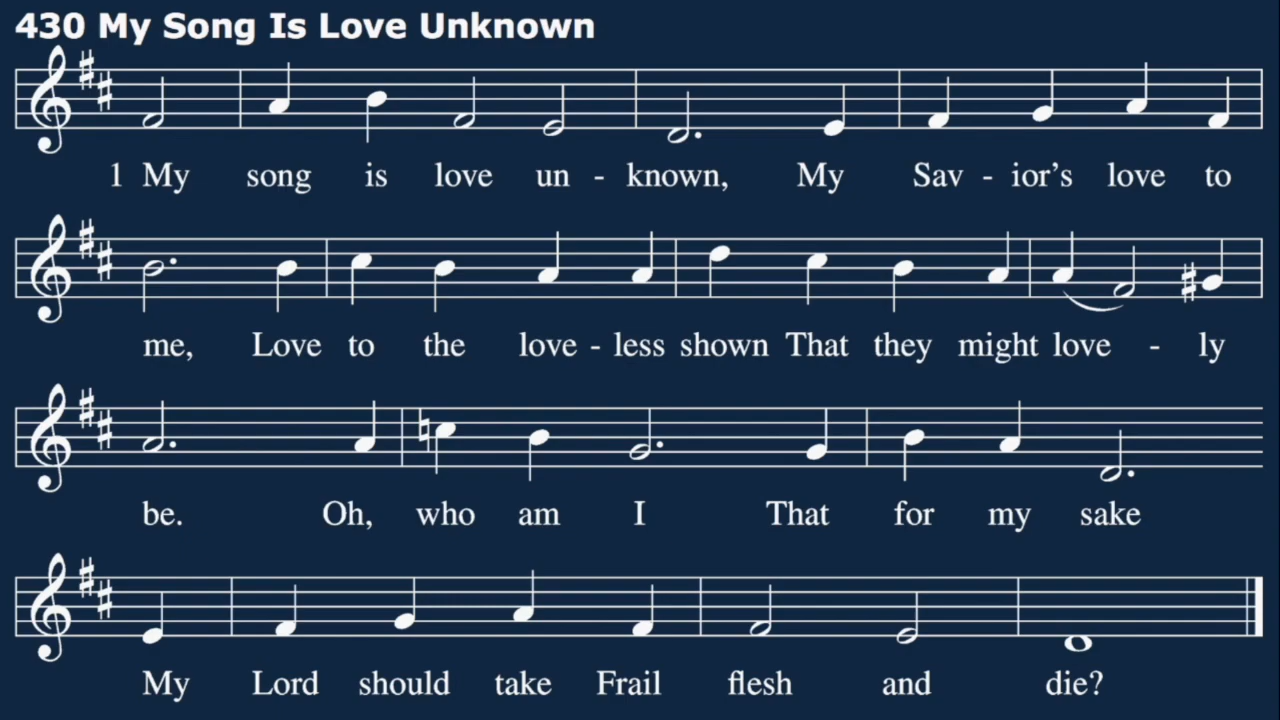 430 My Song Is Love Unknown
1 My song is love un - known, My Sav - ior's love to
me, Love to the love - less shown That they might love - ly
be. Oh, who am I That for my sake
My Lord should take Frail flesh and die?